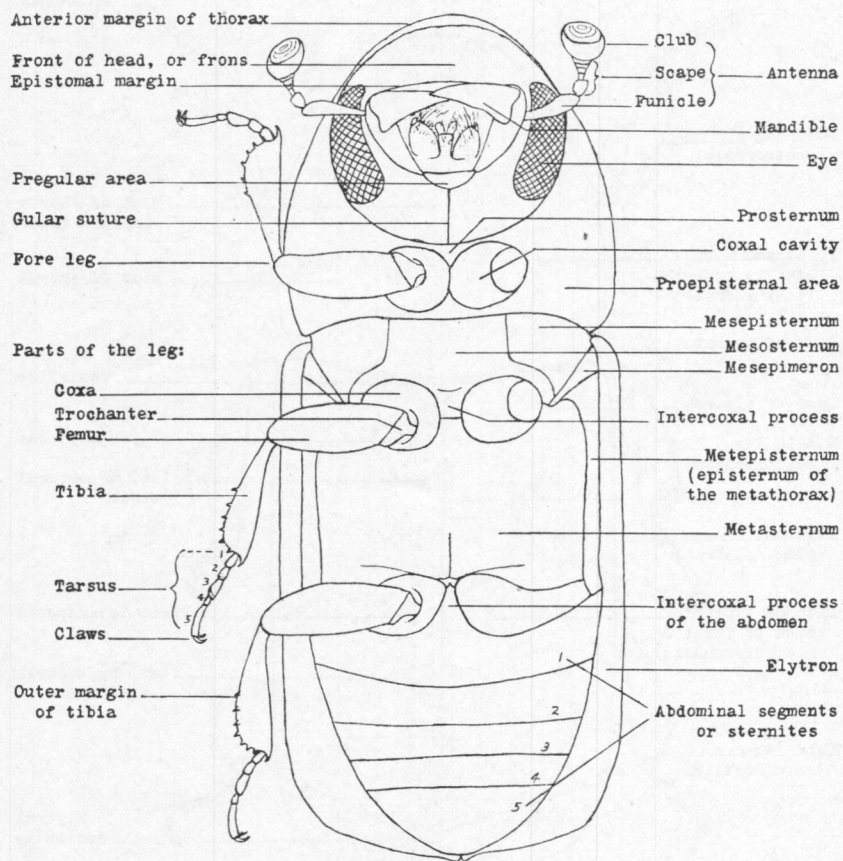 Anterior margin of thorax
Front of head, or frons
Epistomal margin
Pregular area
Gular suture
Fore leg
Parts of the leg:
Coxa
Trochanter
Femur
Tibia
Tarsus
Claws
Outer margin
of tibia
Club
Scape
Antenna
Funicle
Mandible
Eye
Prosternum
Coxal cavity
Proepisternal area
Mesepisternum
Mesosternum
Mesepimeron
Intercoxal process
Metepisternum
(episternum of
the metathorax)
Metasternum
Intercoxal process
of the abdomen
Elytron
Abdominal segments
or sternites
1
2
3
4
5
1
2
3
4
5